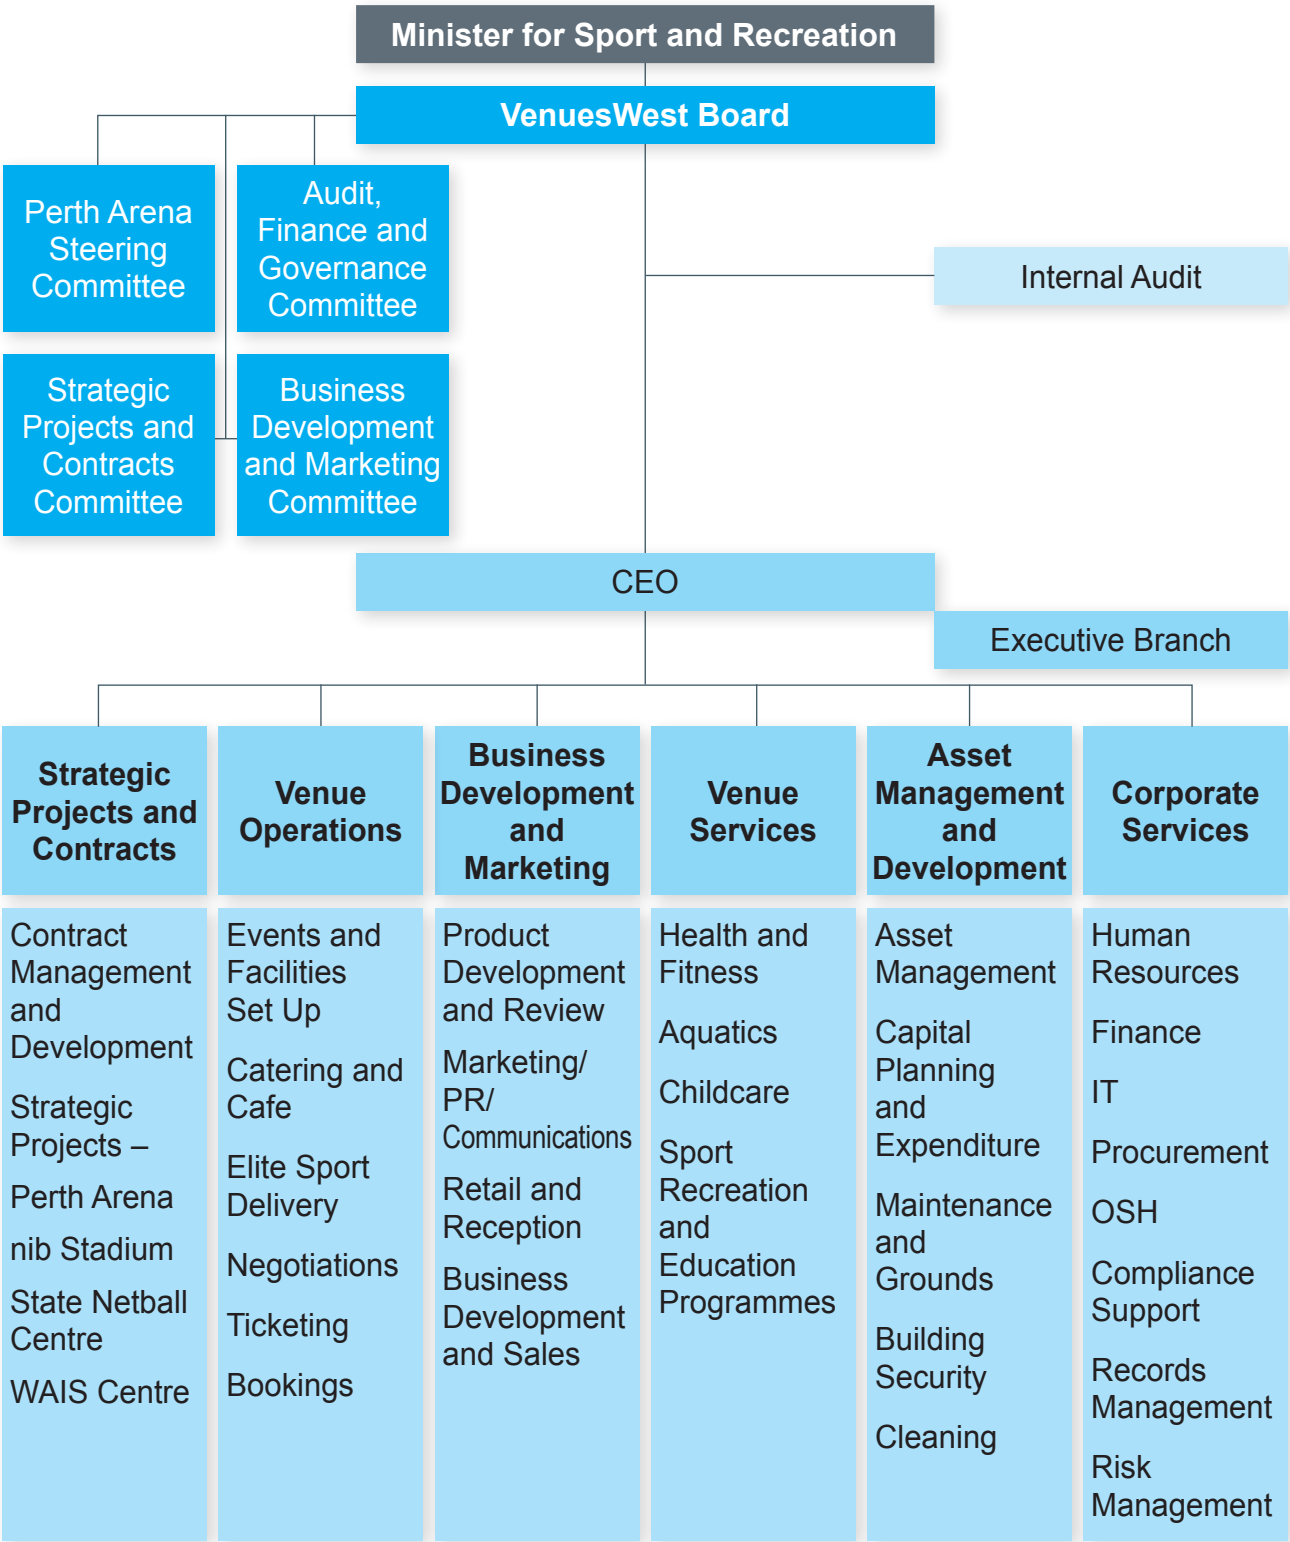 Minister for Sport and Recreation
VenuesWest Board
Perth Arena
Steering
Committee
Audit,
Finance and
Governance
Committee
Internal Audit
Strategic
Projects and
Contracts
Committee
Business
Development
and Marketing
Committee
CEO
Executive Branch
Strategic
Projects and
Contracts
Venue
Operations
Business
Development
and
Marketing
Venue
Services
Asset
Management
and
Development
Corporate
Services
Contract
Management
and
Development
Strategic
Projects –
Perth Arena
nib Stadium
State Netball
Centre
WAIS Centre
Events and
Facilities
Set Up
Catering and
Cafe
Elite Sport
Delivery
Negotiations
Ticketing
Bookings
Product
Development
and Review
Marketing/
PR/
Communications
Retail and
Reception
Business
Development
and Sales
Health and
Fitness
Aquatics
Childcare
Sport
Recreation
and
Education
Programmes
Asset
Management
Capital
Planning
and
Expenditure
Maintenance
and
Grounds
Building
Security
Cleaning
Human
Resources
Finance
IT
Procurement
OSH
Compliance
Support
Records
Management
Risk
Management